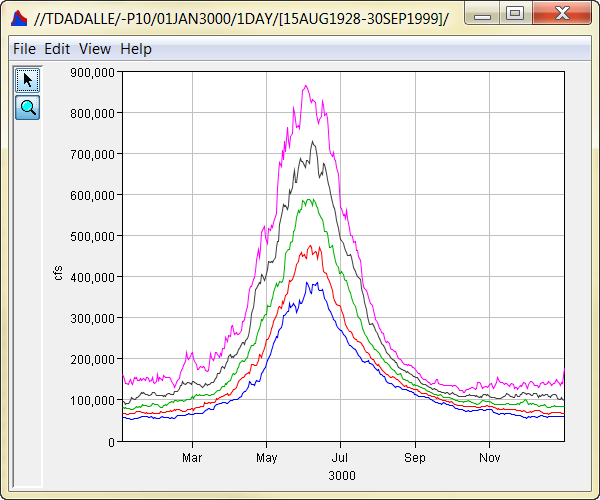 //TDADALLE/-P10/01JAN3000/1DAY/[15AUG1928-30SEP1999]/
File Edit View Help
900,000
800,000
700,000
600,000
500,000
400,000
300,000
200,000
100,000
0
cfs
Mar May Jul Sep Nov
3000